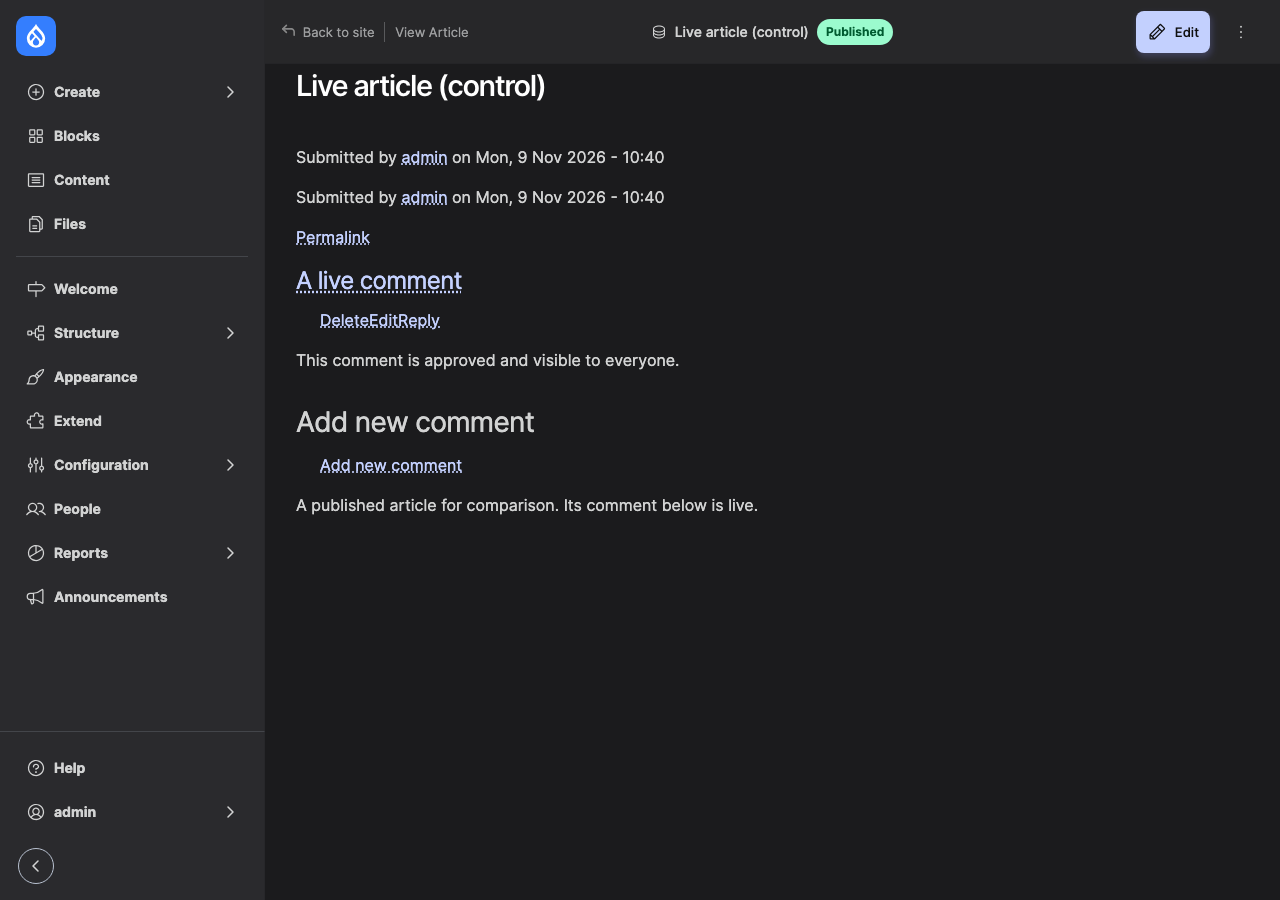 Create
Blocks
Content
Files
Welcome
Structure
Appearance
Extend
Configuration
People
Reports
Announcements
Help
admin
Back to site
View Article
Live article (control)
Published
Edit
Live article (control)
Submitted by admin on Mon, 9 Nov 2026 - 10:40
Submitted by admin on Mon, 9 Nov 2026 - 10:40
Permalink
A live comment
DeleteEditReply
This comment is approved and visible to everyone.
Add new comment
Add new comment
A published article for comparison. Its comment below is live.